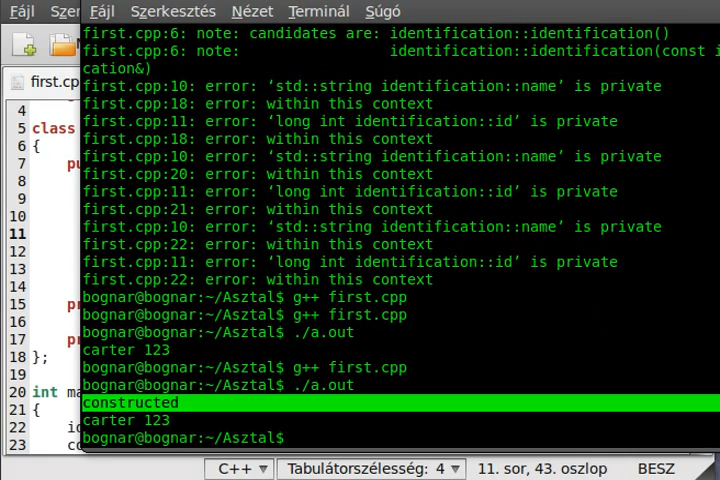 Fájl Szer
Fájl Szerkesztés Nézet Terminál Súgó
first.cpp:6: note: candidates are: identification::identification()
first.cpp:6: note:                 identification::identification(const i
cation&)
first.cpp:10: error: ‘std::string identification::name’ is private
first.cpp:18: error: within this context
first.cpp:11: error: ‘long int identification::id’ is private
first.cpp:18: error: within this context
first.cpp:10: error: ‘std::string identification::name’ is private
first.cpp:20: error: within this context
first.cpp:11: error: ‘long int identification::id’ is private
first.cpp:21: error: within this context
first.cpp:10: error: ‘std::string identification::name’ is private
first.cpp:22: error: within this context
first.cpp:11: error: ‘long int identification::id’ is private
first.cpp:22: error: within this context
bognar@bognar:~/Asztal$ g++ first.cpp
bognar@bognar:~/Asztal$ g++ first.cpp
bognar@bognar:~/Asztal$ ./a.out
carter 123
bognar@bognar:~/Asztal$ g++ first.cpp
bognar@bognar:~/Asztal$ ./a.out
constructed
carter 123
bognar@bognar:~/Asztal$
first.cp
4
5 class
6 {
7 pu
8
9
10
11
12
13
14
15 pr
16
17 pr
18 };
19
20 int ma
21 {
22 id
23 co
C++ Tabulátorszélesség: 4 11. sor, 43. oszlop BESZ